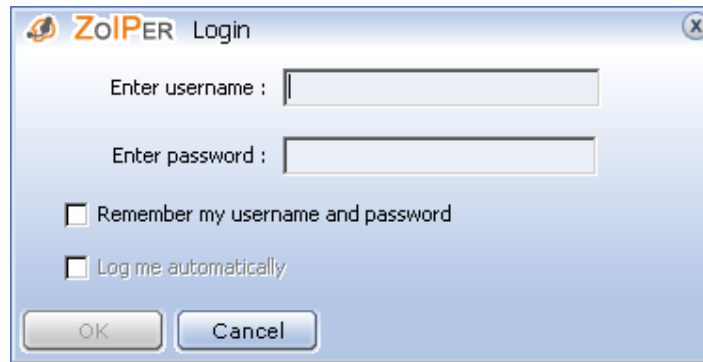 ZoIPer Login
Enter username :
Enter password :
Remember my username and password
Log me automatically
OK Cancel